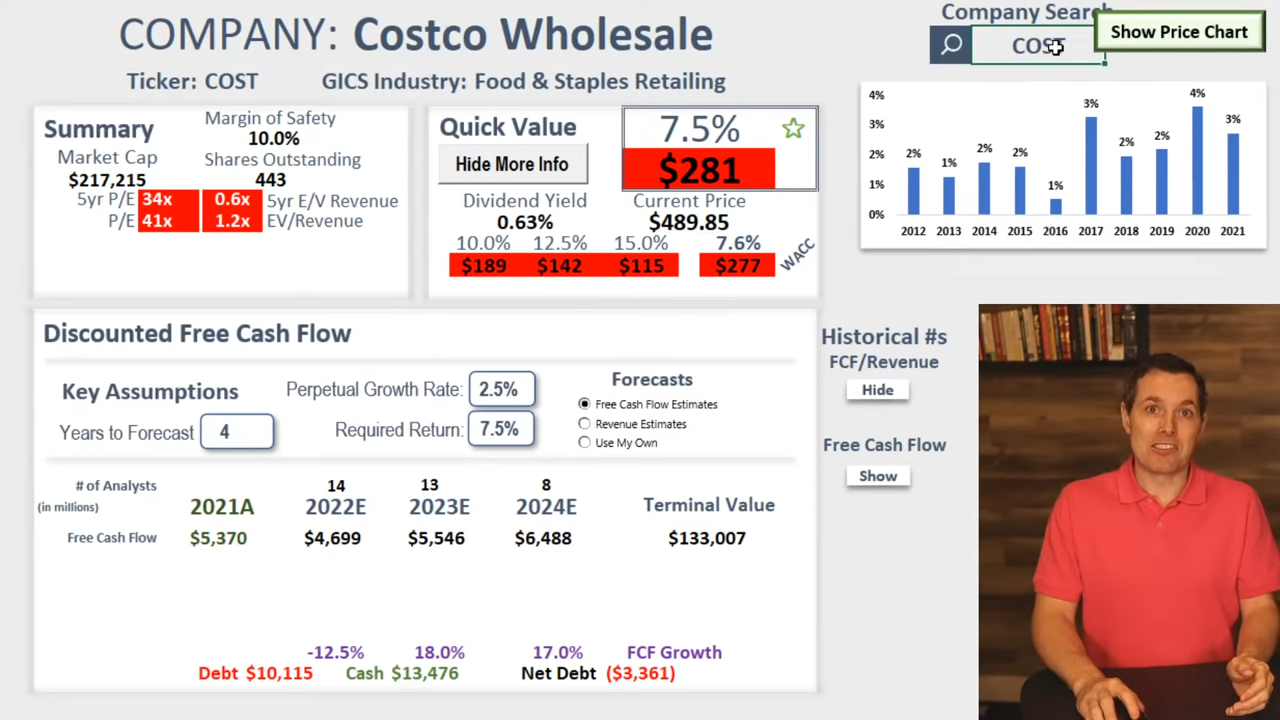 COMPANY: Costco Wholesale
Ticker: COST GICS Industry: Food & Staples Retailing
Company Search
COST
Show Price Chart
Summary
Margin of Safety
10.0%
Market Cap
$217,215
Shares Outstanding
443
5yr P/E 34x 0.6x 5yr E/V Revenue
P/E 41x 1.2x EV/Revenue
Quick Value
Hide More Info
7.5%
$281
Dividend Yield
0.63%
Current Price
$489.85
10.0% 12.5% 15.0% 7.6%
$189 $142 $115 $277 WACC
4%
3%
2%
1%
0%
2% 1% 2% 2% 1% 3% 2% 2% 4% 3%
2012 2013 2014 2015 2016 2017 2018 2019 2020 2021
Discounted Free Cash Flow
Key Assumptions
Years to Forecast 4
Perpetual Growth Rate: 2.5%
Required Return: 7.5%
Forecasts
Free Cash Flow Estimates
Revenue Estimates
Use My Own
# of Analysts 14 13 8
(in millions) 2021A 2022E 2023E 2024E Terminal Value
Free Cash Flow $5,370 $4,699 $5,546 $6,488 $133,007
-12.5% 18.0% 17.0% FCF Growth
Debt $10,115 Cash $13,476 Net Debt ($3,361)
Historical #s
FCF/Revenue
Hide
Free Cash Flow
Show